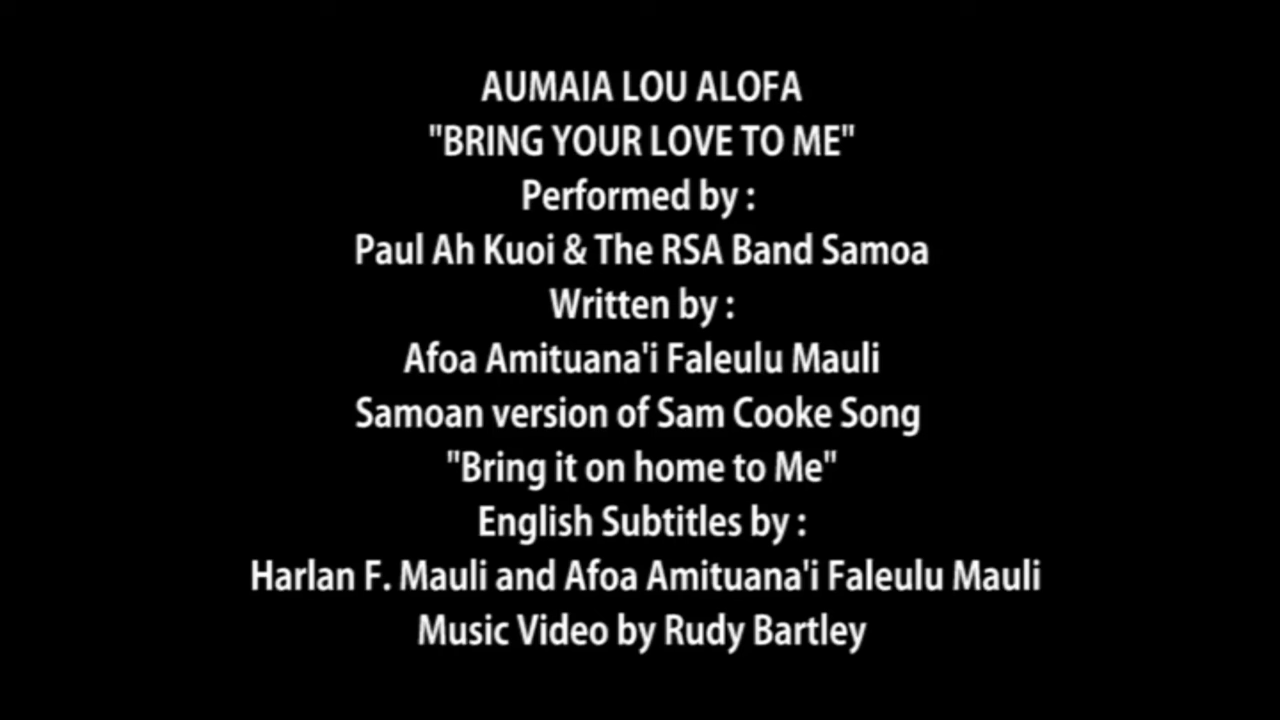 AUMAIA LOU ALOFA
"BRING YOUR LOVE TO ME"
Performed by :
Paul Ah Kuoi & The RSA Band Samoa
Written by :
Afoa Amituana'i Faleulu Mauli
Samoan version of Sam Cooke Song
"Bring it on home to Me"
English Subtitles by :
Harlan F. Mauli and Afoa Amituana'i Faleulu Mauli
Music Video by Rudy Bartley